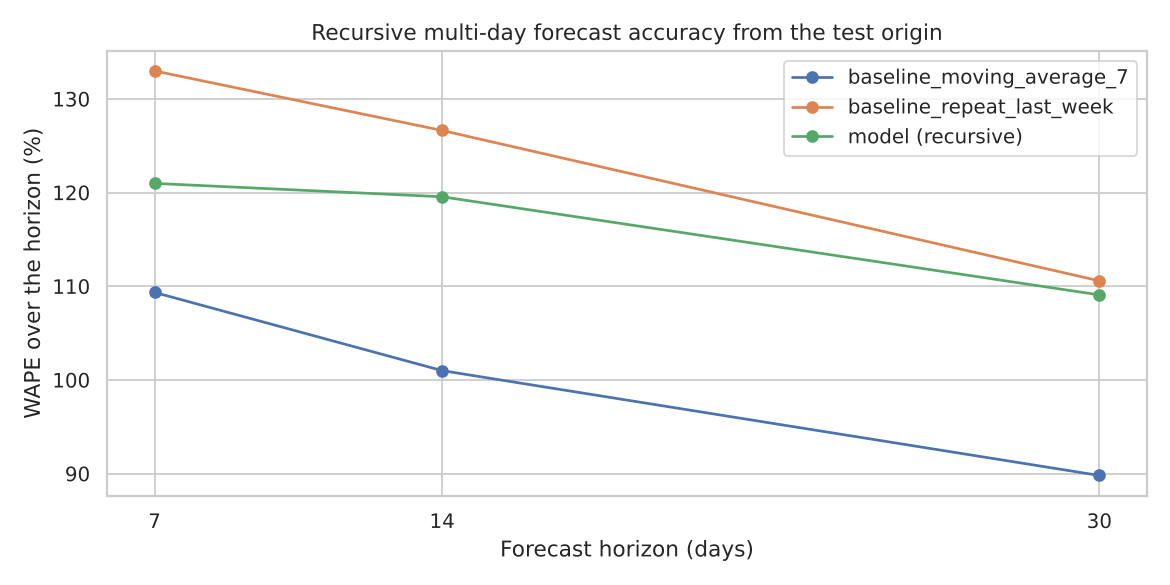 Recursive multi-day forecast accuracy from the test origin
baseline_moving_average_7
baseline_repeat_last_week
model (recursive)
WAPE over the horizon (%)
130
120
110
100
90
7 14 30
Forecast horizon (days)